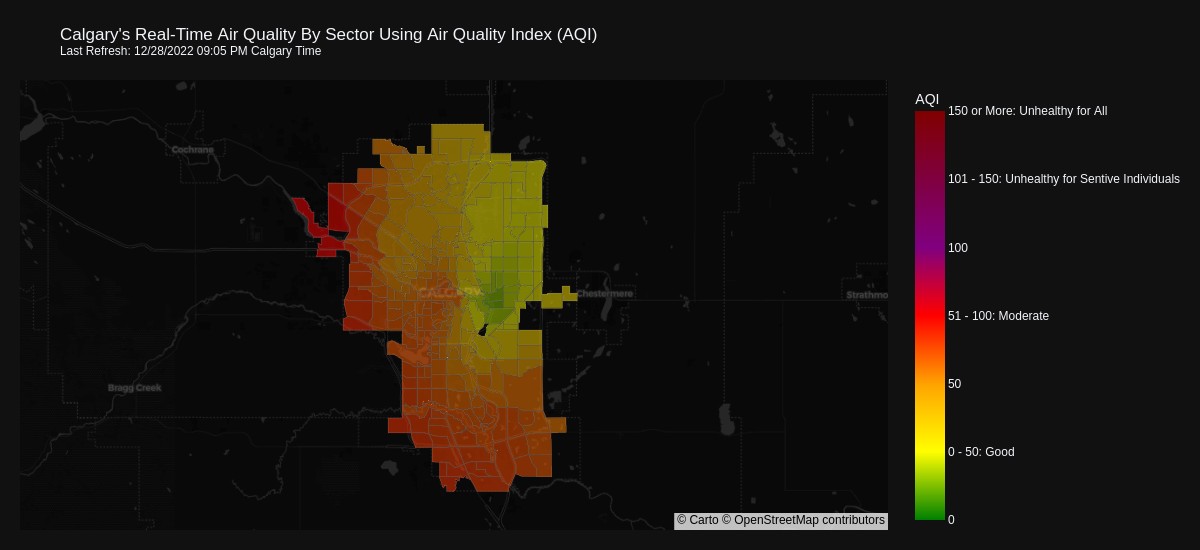 Calgary's Real-Time Air Quality By Sector Using Air Quality Index (AQI)
Last Refresh: 12/28/2022 09:05 PM Calgary Time
AQI
150 or More: Unhealthy for All
101 - 150: Unhealthy for Sentive Individuals
100
51 - 100: Moderate
50
0 - 50: Good
0
Cochrane
CALGARY
Chestermere
Strathmo
Bragg Creek
© Carto © OpenStreetMap contributors